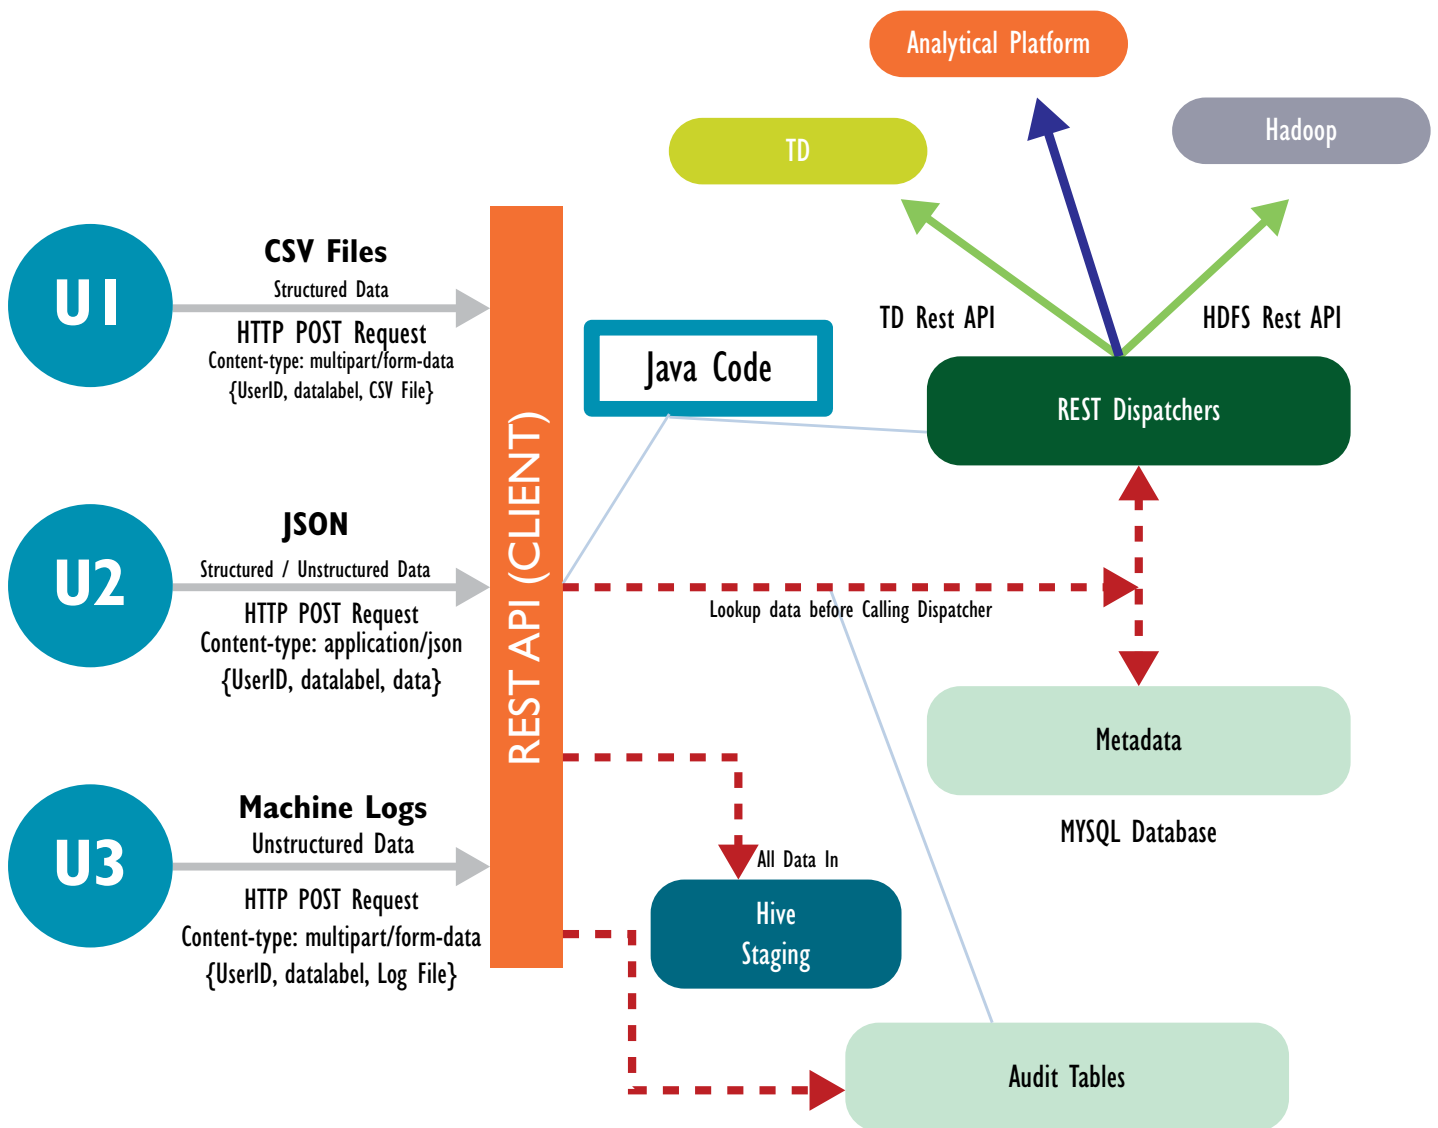 Analytical Platform
TD
Hadoop
U1
CSV Files
Structured Data
HTTP POST Request
Content-type: multipart/form-data
{UserID, datalabel, CSV File}
TD Rest API
HDFS Rest API
Java Code
REST Dispatchers
REST API (CLIENT)
U2
JSON
Structured / Unstructured Data
HTTP POST Request
Content-type: application/json
{UserID, datalabel, data}
Lookup data before Calling Dispatcher
Metadata
MYSQL Database
U3
Machine Logs
Unstructured Data
HTTP POST Request
Content-type: multipart/form-data
{UserID, datalabel, Log File}
All Data In
Hive
Staging
Audit Tables